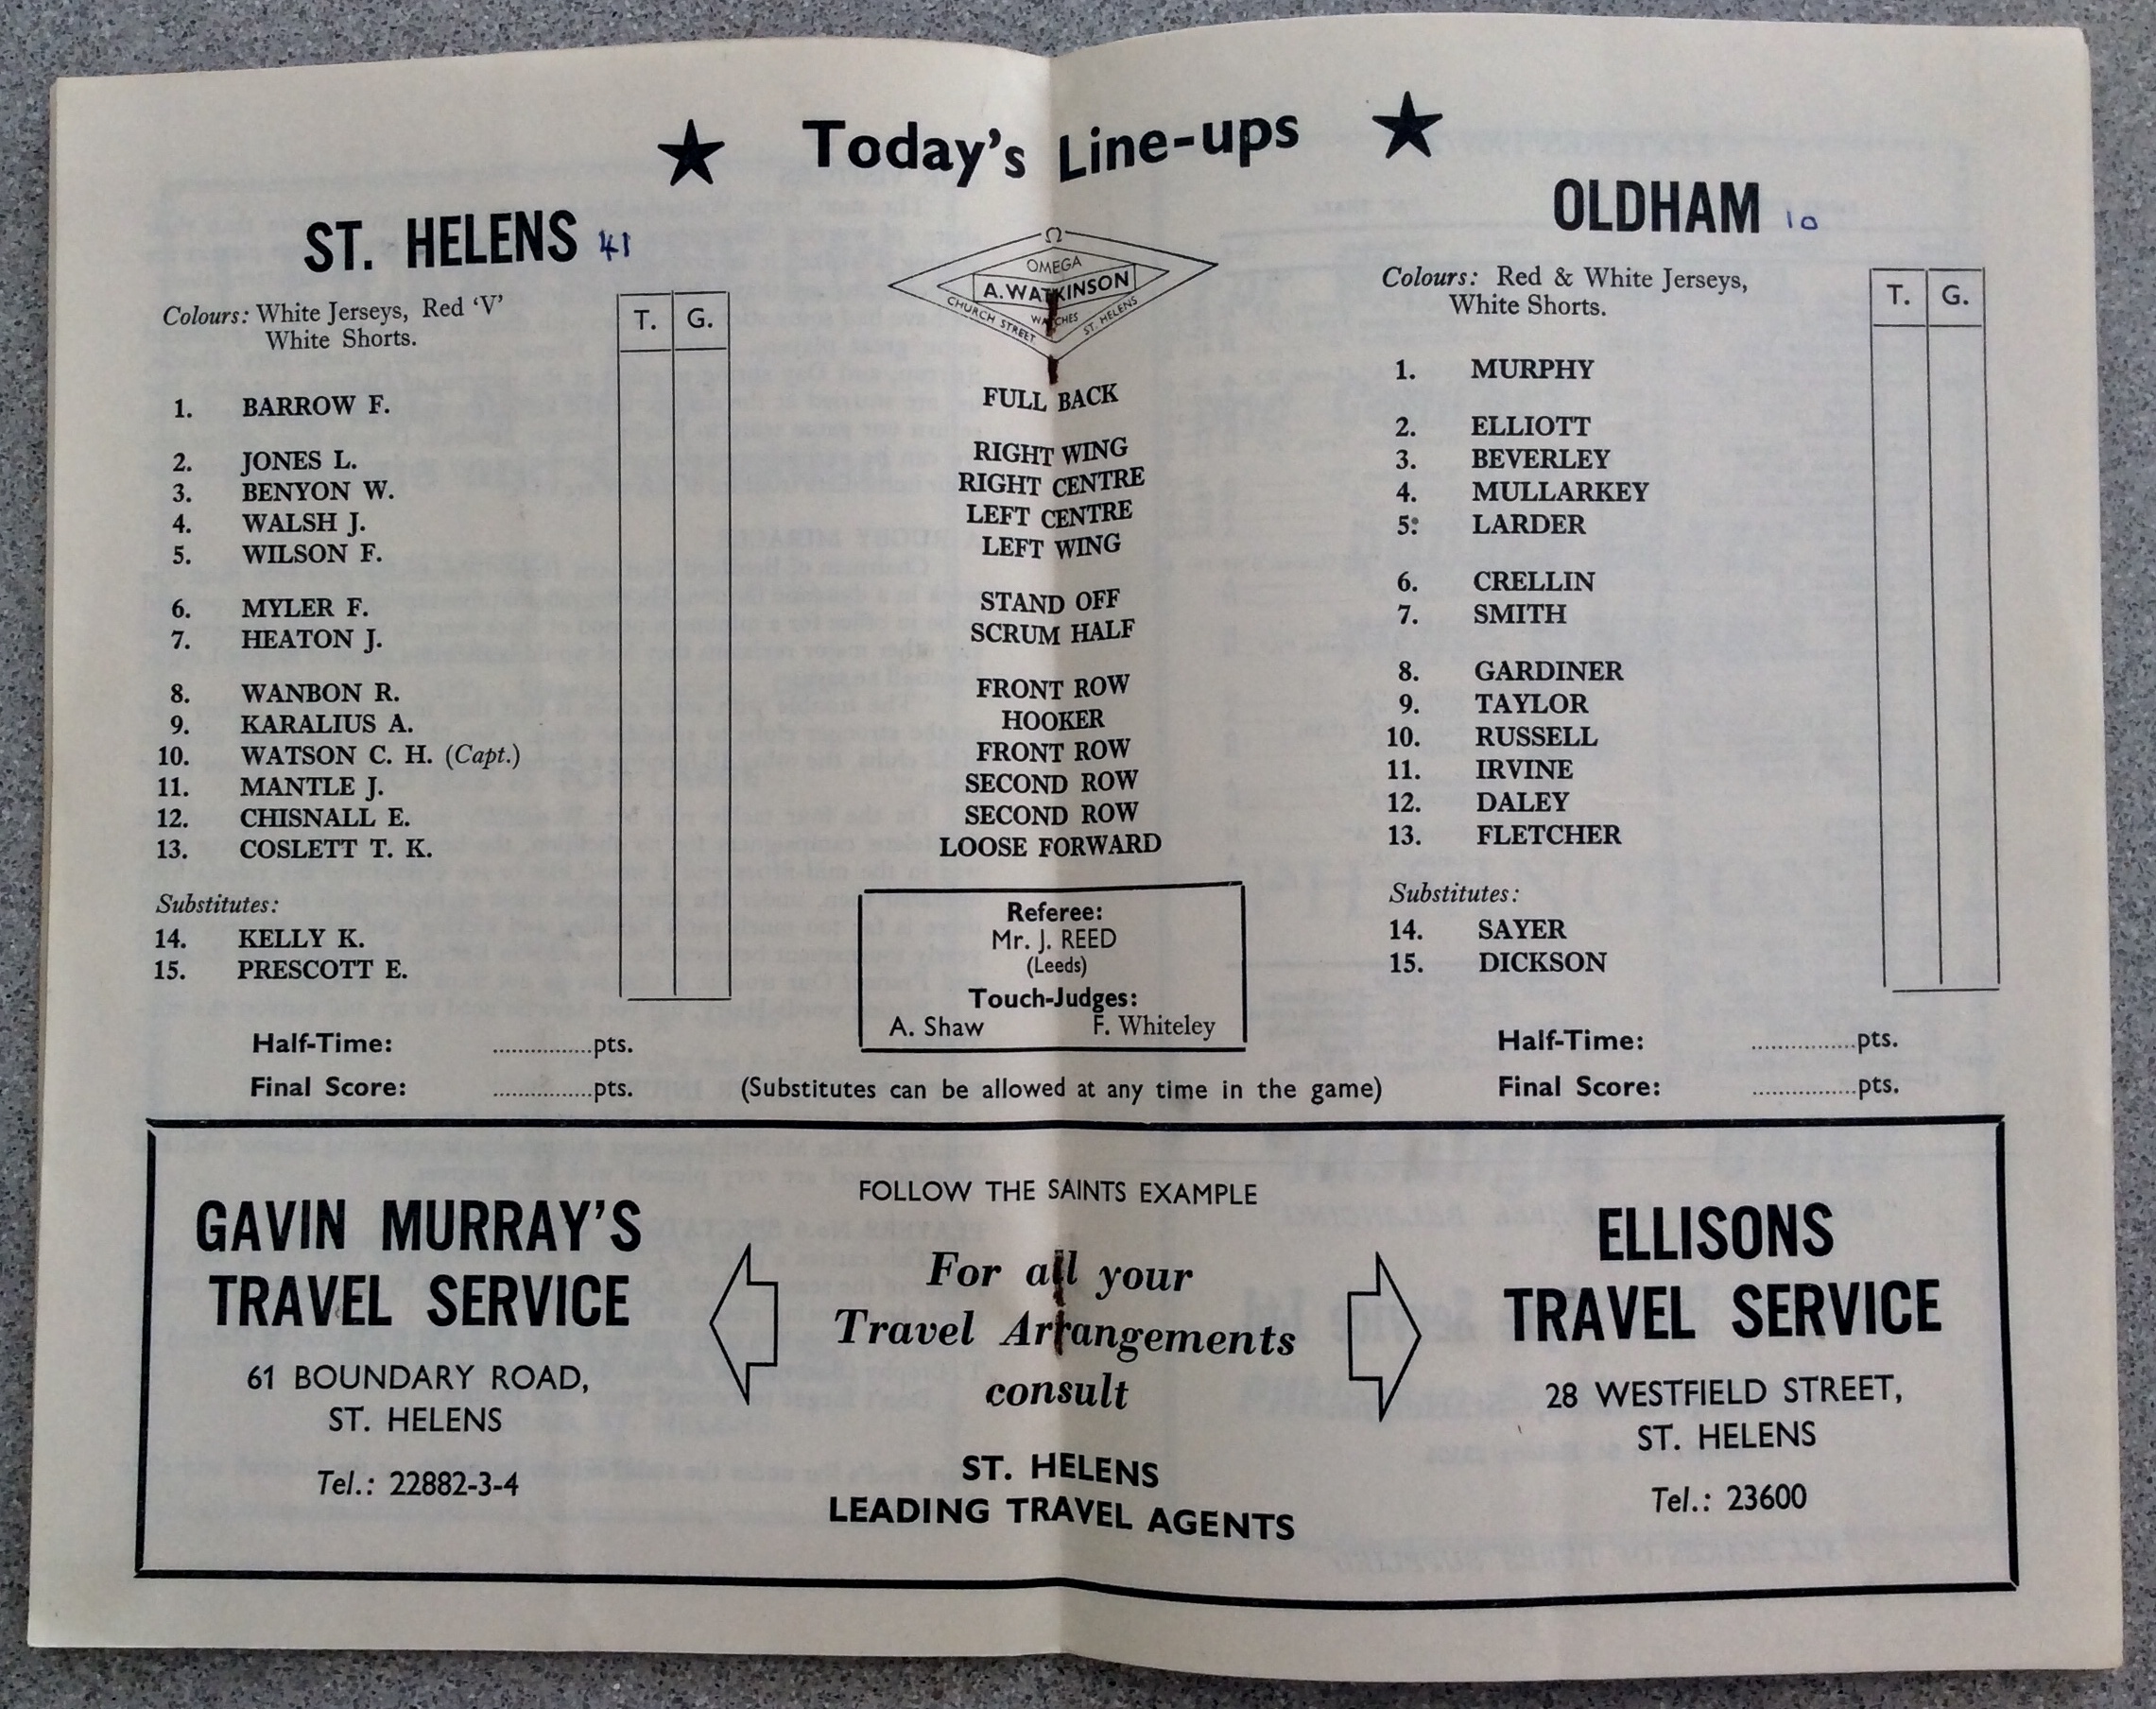 ★ Today's Line-ups ★
ST. HELENS 41
Colours: White Jerseys, Red 'V'
White Shorts.
T. G.
1. BARROW F.
2. JONES L.
3. BENYON W.
4. WALSH J.
5. WILSON F.
6. MYLER F.
7. HEATON J.
8. WANBON R.
9. KARALIUS A.
10. WATSON C. H. (Capt.)
11. MANTLE J.
12. CHISNALL E.
13. COSLETT T. K.
Substitutes:
14. KELLY K.
15. PRESCOTT E.
Half-Time: ...............pts.
Final Score: ...............pts.
Ω
OMEGA
A. WATKINSON
WATCHES
CHURCH STREET ST. HELENS
FULL BACK
RIGHT WING
RIGHT CENTRE
LEFT CENTRE
LEFT WING
STAND OFF
SCRUM HALF
FRONT ROW
HOOKER
FRONT ROW
SECOND ROW
SECOND ROW
LOOSE FORWARD
Referee:
Mr. J. REED
(Leeds)
Touch-Judges:
A. Shaw F. Whiteley
(Substitutes can be allowed at any time in the game)
OLDHAM 10
Colours: Red & White Jerseys,
White Shorts.
T. G.
1. MURPHY
2. ELLIOTT
3. BEVERLEY
4. MULLARKEY
5. LARDER
6. CRELLIN
7. SMITH
8. GARDINER
9. TAYLOR
10. RUSSELL
11. IRVINE
12. DALEY
13. FLETCHER
Substitutes:
14. SAYER
15. DICKSON
Half-Time: ...............pts.
Final Score: ...............pts.
GAVIN MURRAY'S
TRAVEL SERVICE
61 BOUNDARY ROAD,
ST. HELENS
Tel.: 22882-3-4
FOLLOW THE SAINTS EXAMPLE
For all your
Travel Arrangements
consult
ST. HELENS
LEADING TRAVEL AGENTS
ELLISONS
TRAVEL SERVICE
28 WESTFIELD STREET,
ST. HELENS
Tel.: 23600